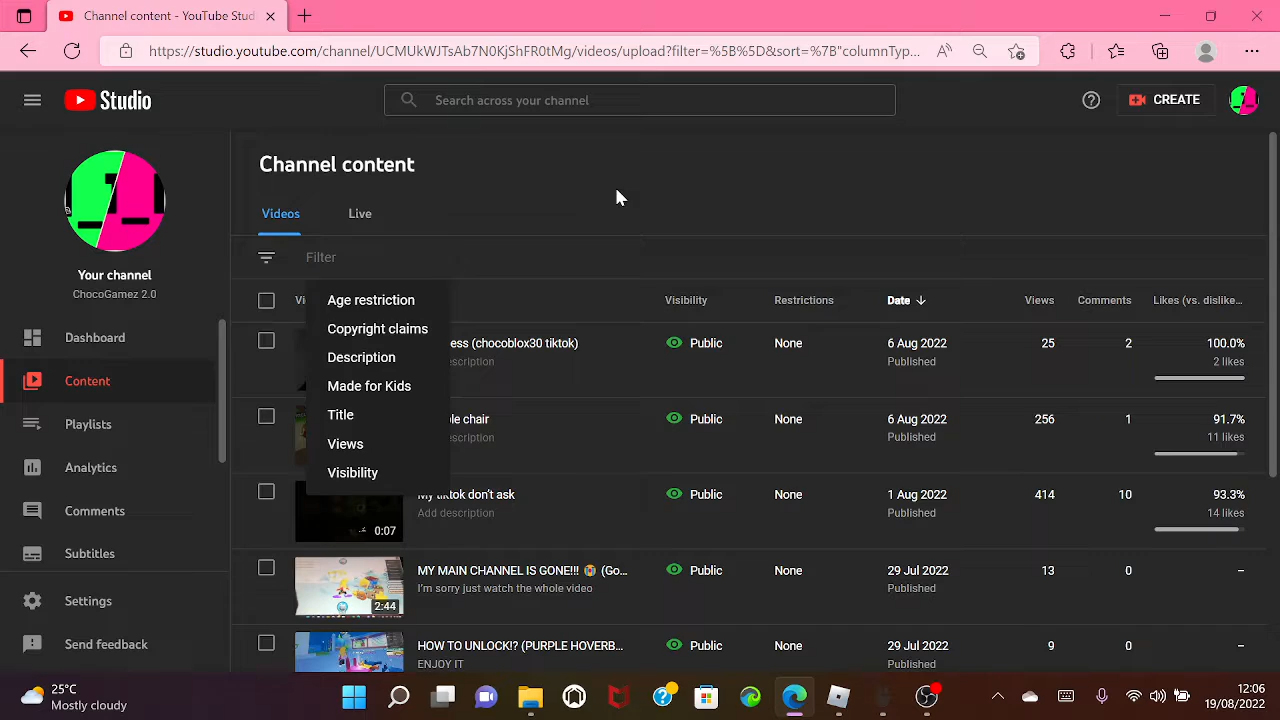 Channel content - YouTube Stud
https://studio.youtube.com/channel/UCMUkWJTsAb7N0KjShFR0tMg/videos/upload?filter=%5B%5D&sort=%7B"columnTyp...
Studio
Search across your channel
CREATE
Channel content
Videos
Live
Your channel
ChocoGamez 2.0
Filter
Age restriction
Copyright claims
Description
Made for Kids
Title
Views
Visibility
Visibility
Restrictions
Date
Views
Comments
Likes (vs. dislike...
(chocoblox30 tiktok)
Public
None
6 Aug 2022
25
2
100.0%
Published
2 likes
chair
Public
None
6 Aug 2022
256
1
91.7%
Published
11 likes
My tiktok don't ask
Public
None
1 Aug 2022
414
10
93.3%
Add description
Published
14 likes
0:07
MY MAIN CHANNEL IS GONE!!! 😭 (Go...
Public
None
29 Jul 2022
13
0
–
I'm sorry just watch the whole video
Published
2:44
HOW TO UNLOCK!? (PURPLE HOVERB...
Public
None
29 Jul 2022
9
0
–
ENJOY IT
Published
Dashboard
Content
Playlists
Analytics
Comments
Subtitles
Settings
Send feedback
25°C
Mostly cloudy
12:06
19/08/2022